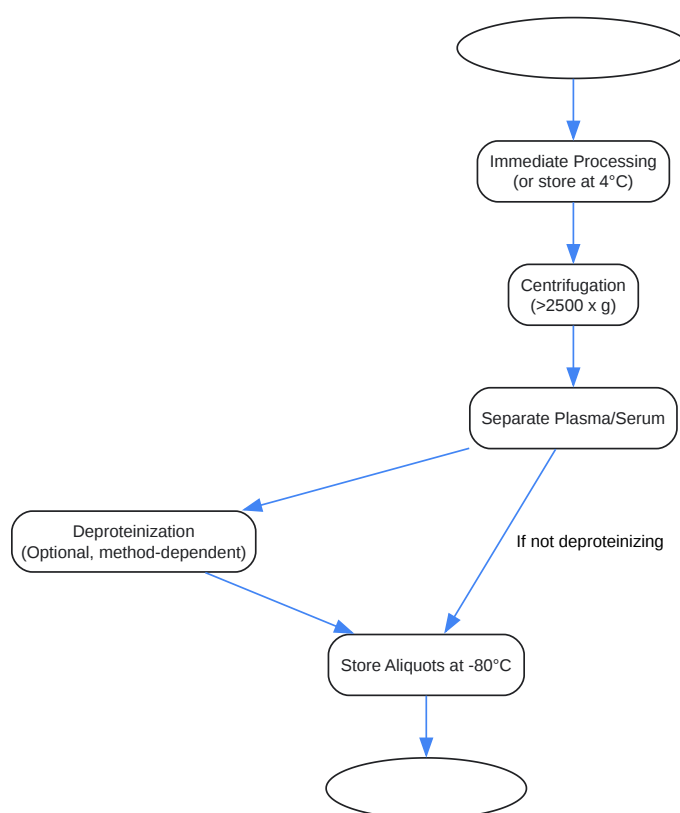 Immediate Processing
(or store at 4°C)
Centrifugation
(>2500 x g)
Separate Plasma/Serum
Deproteinization
(Optional, method-dependent)
If not deproteinizing
Store Aliquots at -80°C